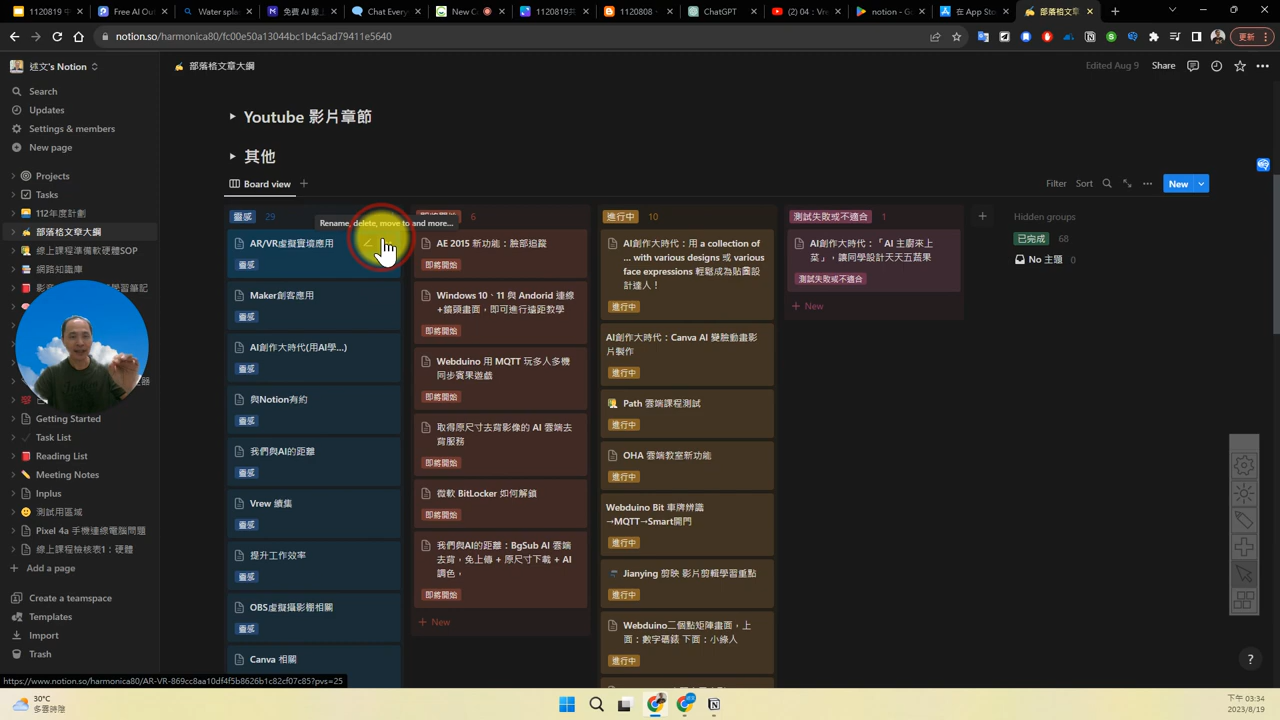 1120819 中
Free AI Out
Water spla
免費 AI 線上
Chat Every
New C
1120819共
1120808
ChatGPT
(2) 04：Vre
notion - Go
在 App Sto
部落格文章
notion.so/harmonica80/fc00e50a13044bc1b4c5ad79415e0640
更新
述文's Notion
部落格文章大綱
Edited Aug 9
Share
Search
Updates
Settings & members
New page
Projects
Tasks
112年度計劃
部落格文章大綱
線上課程準備軟硬體SOP
網路知識庫
學習筆記
Getting Started
Task List
Reading List
Meeting Notes
Inplus
測試用區域
Pixel 4a 手機連線電腦問題
線上課程檢核表1：硬體
Add a page
Create a teamspace
Templates
Import
Trash
Youtube 影片章節
其他
Board view
Filter
Sort
New
靈感 29
Rename, delete, move to and more...
AR/VR虛擬實境應用
靈感
Maker創客應用
靈感
AI創作大時代(用AI學...)
靈感
與Notion有約
靈感
我們與AI的距離
靈感
Vrew 續集
靈感
提升工作效率
靈感
OBS虛擬攝影棚相關
靈感
Canva 相關
6
AE 2015 新功能：臉部追蹤
即將開始
Windows 10、11 與 Andorid 連線
+鏡頭畫面，即可進行遠距教學
即將開始
Webduino 用 MQTT 玩多人多機
同步賓果遊戲
即將開始
取得原尺寸去背影像的 AI 雲端去
背服務
即將開始
微軟 BitLocker 如何解鎖
即將開始
我們與AI的距離：BgSub AI 雲端
去背，免上傳 + 原尺寸下載 + AI
調色，
即將開始
New
進行中 10
AI創作大時代：用 a collection of
... with various designs 或 various
face expressions 輕鬆成為貼圖設
計達人！
進行中
AI創作大時代：Canva AI 變臉動畫影
片製作
進行中
Path 雲端課程測試
進行中
OHA 雲端教室新功能
進行中
Webduino Bit 車牌辨識
→MQTT→Smart開門
進行中
Jianying 剪映 影片剪輯學習重點
進行中
Webduino二個點矩陣畫面，上
面：數字碼錶 下面：小綠人
進行中
測試失敗或不適合 1
AI創作大時代：「AI 主廚來上
菜」，讓同學設計天天五蔬果
測試失敗或不適合
New
Hidden groups
已完成 68
No 主題 0
https://www.notion.so/harmonica80/AR-VR-869cc8aa10df4f5b8626b1c82cf07c85?pvs=25
30°C
多雲時陰
下午 03:34
2023/8/19